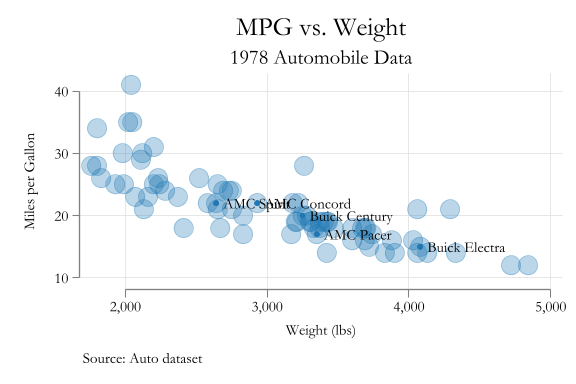 MPG vs. Weight
1978 Automobile Data
Miles per Gallon
40
30
20
10
AMC Spirit
AMC Concord
Buick Century
AMC Pacer
Buick Electra
2,000
3,000
4,000
5,000
Weight (lbs)
Source: Auto dataset